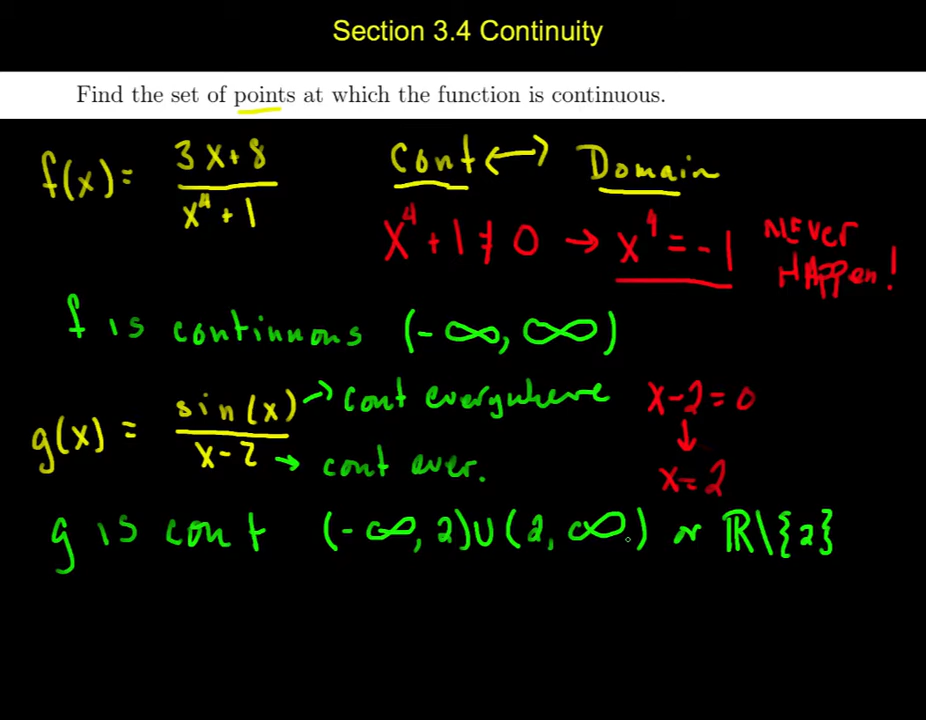 Section 3.4 Continuity
Find the set of points at which the function is continuous.
f(x) = (3x+8)/(x⁴+1) Cont ↔ Domain
x⁴+1 ≠ 0 → x⁴ = -1 NEVER HAPPEN!
f is continuous (-∞, ∞)
g(x) = sin(x)/(x-2) → cont everywhere x-2=0
→ cont ever. ↓ x=2
g is cont (-∞, 2)∪(2, ∞) or ℝ\{2}